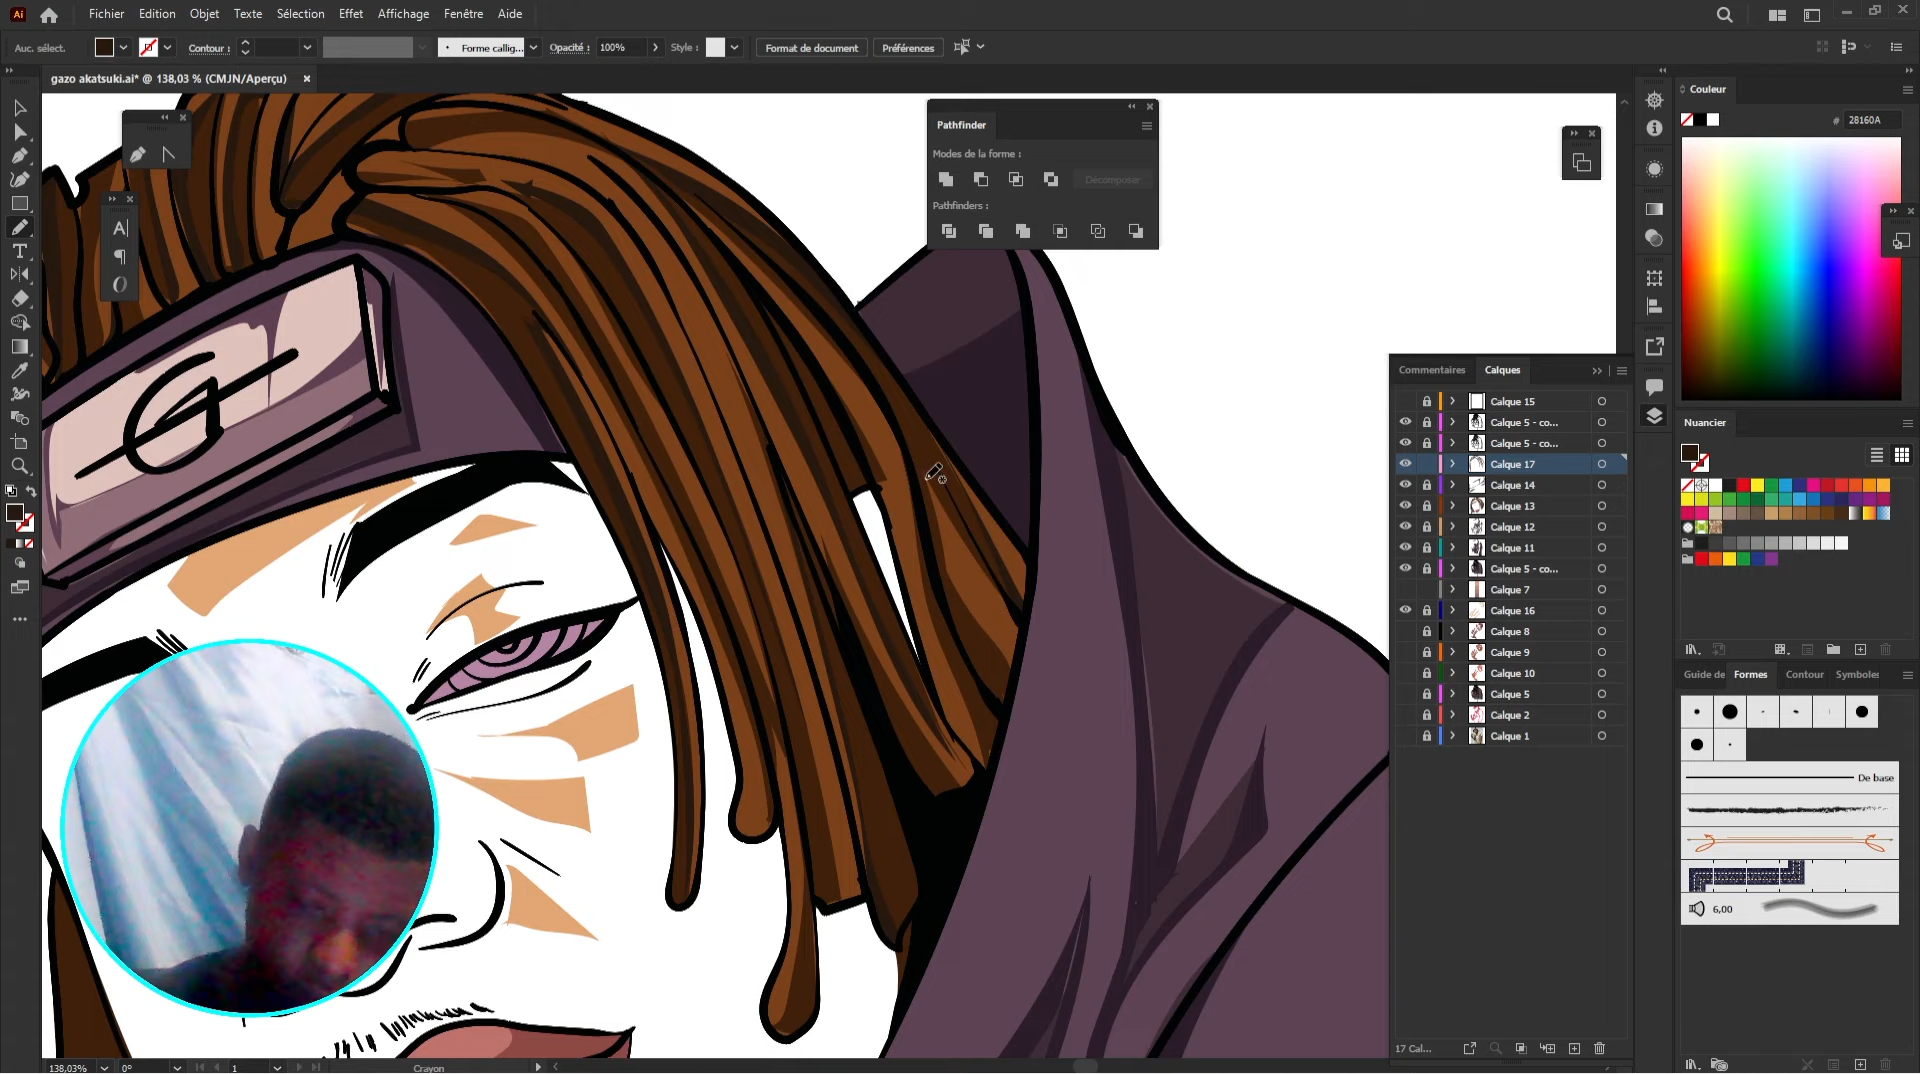 Ai Fichier Edition Objet Texte Sélection Effet Affichage Fenêtre Aide
Auc. sélect. Contour : Forme callig... Opacité : 100% Style : Format de document Préférences
gazo akatsuki.ai* @ 138,03 % (CMJN/Aperçu) ×
Pathfinder
Modes de la forme :
Décomposer
Pathfinders :
Couleur
# 28160A
Commentaires Calques
Calque 15
Calque 5 - co...
Calque 5 - co...
Calque 17
Calque 14
Calque 13
Calque 12
Calque 11
Calque 5 - co...
Calque 7
Calque 16
Calque 8
Calque 9
Calque 10
Calque 5
Calque 2
Calque 1
17 Cal...
Nuancier
Guide de Formes Contour Symboles
De base
6,00
138,03% 0° 1 Crayon